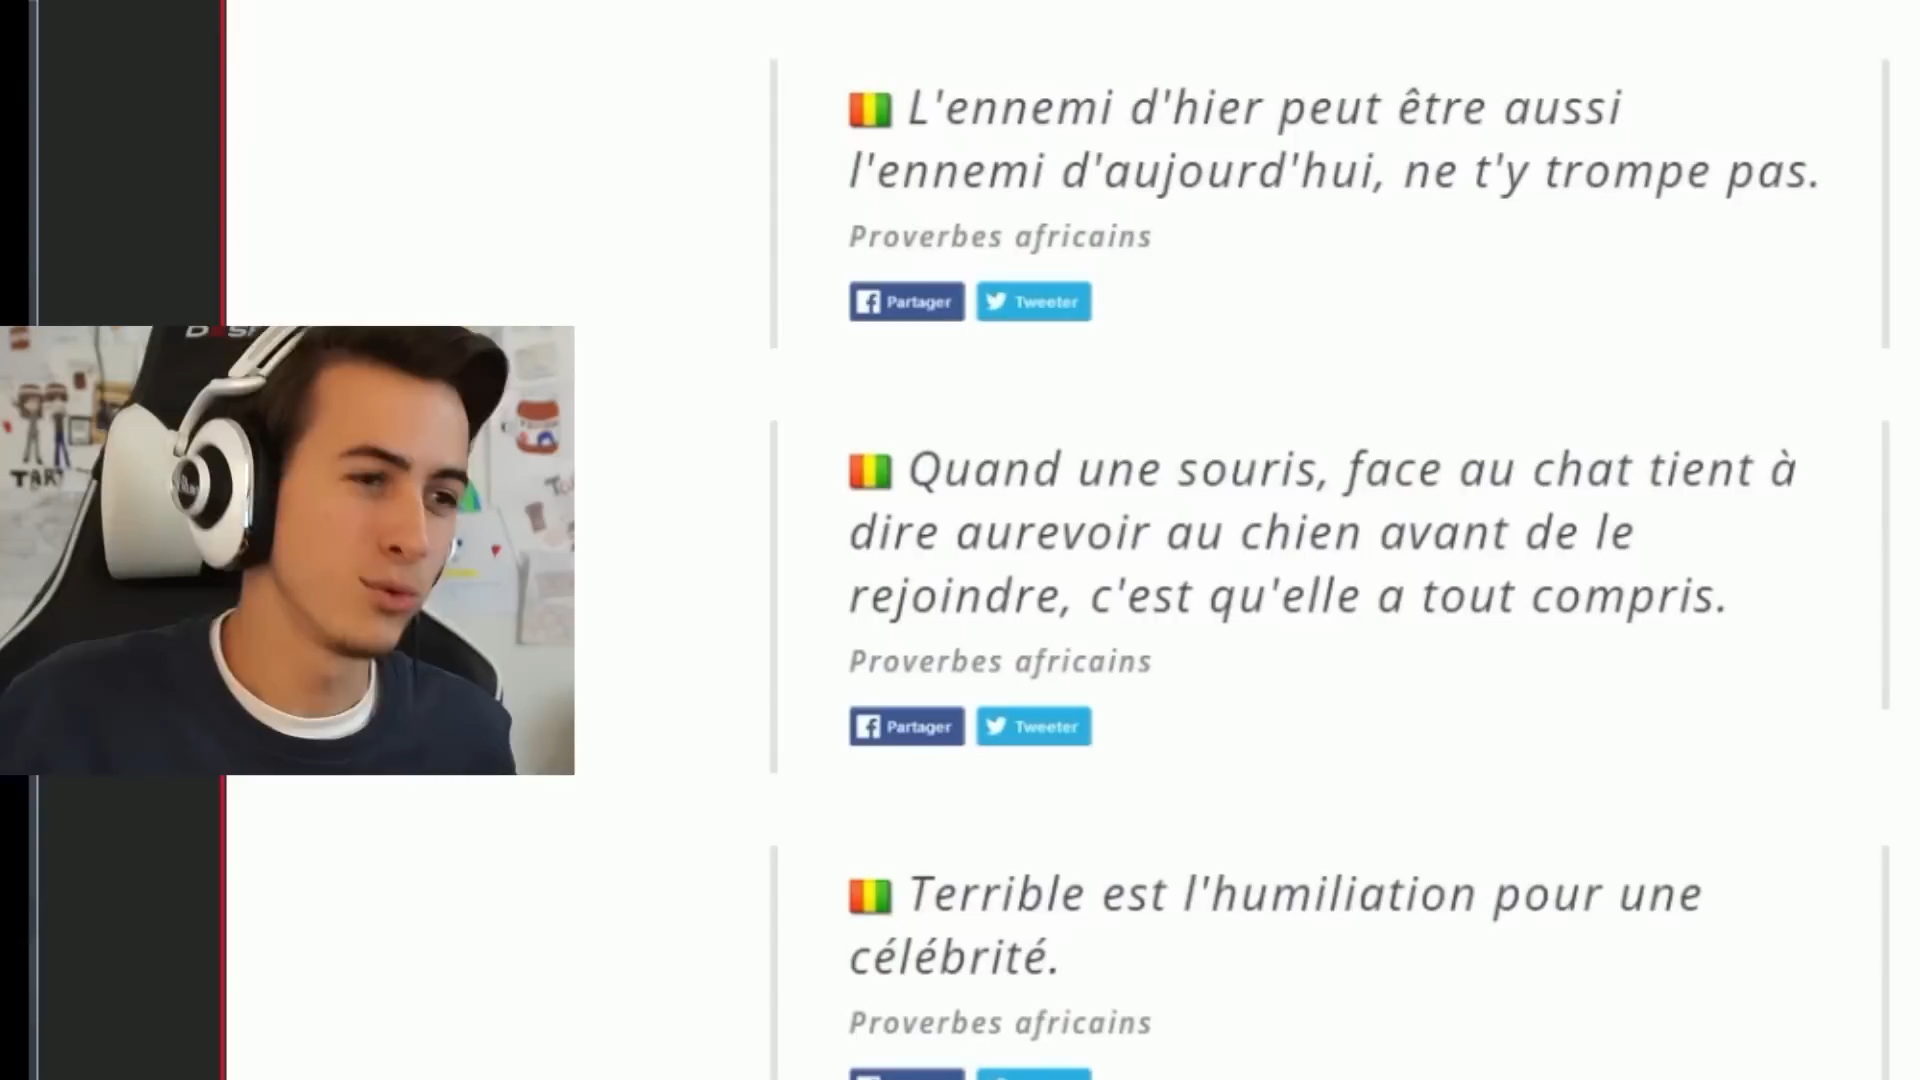 L'ennemi d'hier peut être aussi
l'ennemi d'aujourd'hui, ne t'y trompe pas.
Proverbes africains
Partager Tweeter
Quand une souris, face au chat tient à
dire aurevoir au chien avant de le
rejoindre, c'est qu'elle a tout compris.
Proverbes africains
Partager Tweeter
Terrible est l'humiliation pour une
célébrité.
Proverbes africains